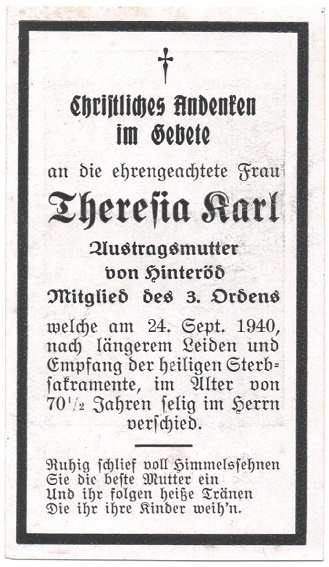 Christliches Andenken
im Gebete
an die ehrengeachtete Frau
Theresia Karl
Austragsmutter
von Hinteröd
Mitglied des 3. Ordens
welche am 24. Sept. 1940,
nach längerem Leiden und
Empfang der heiligen Sterb-
sakramente, im Alter von
70½ Jahren selig im Herrn
verschied.
Ruhig schlief voll Himmelssehnen
Sie die beste Mutter ein
Und ihr folgen heiße Tränen
Die ihr ihre Kinder weih'n.